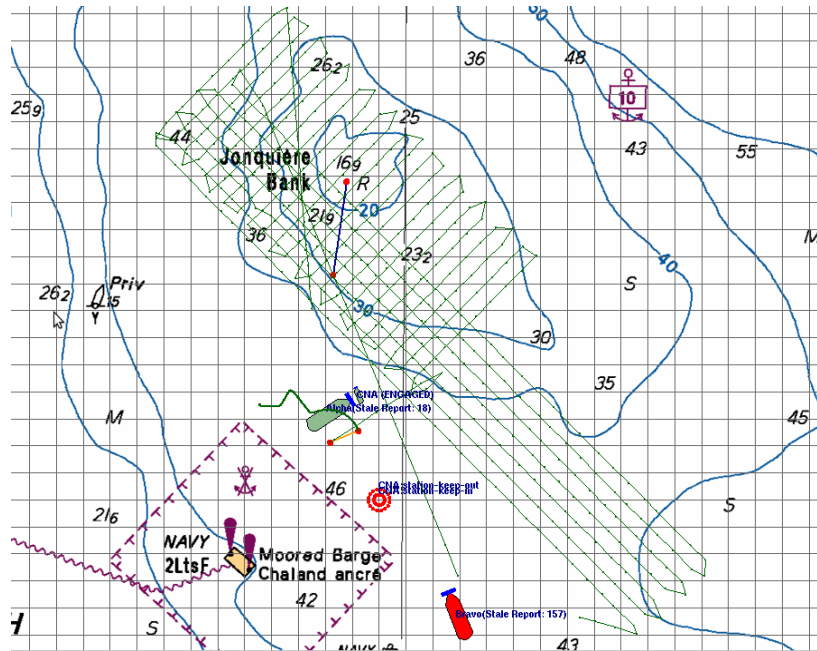 50
26₂
36
48
10
25₉
25
44
43
55
Jonquière
Bank
16₉
R
20
21₉
36
23₂
M
40
S
Priv
26₂
15
Y
30
30
35
CNA (ENGAGED)
Alpha(Stale Report: 18)
M
45
CNA:station-keep-out
46
S
21₆
NAVY
2LtsF
Moored Barge
Chaland ancré
42
Bravo(Stale Report: 157)
H
S
43